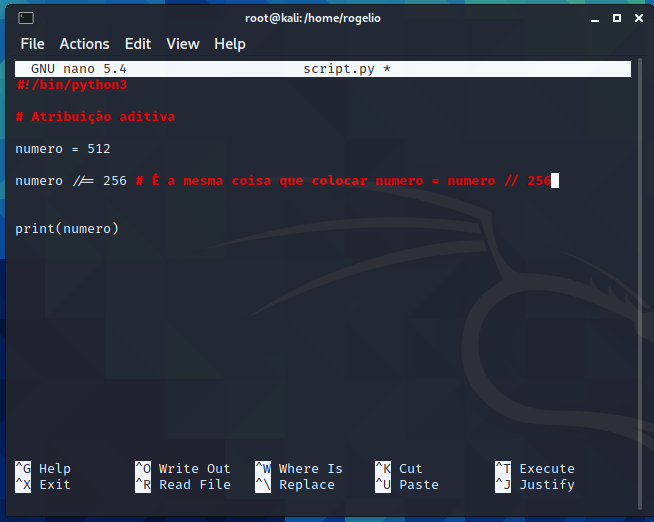 root@kali: /home/rogelio
File Actions Edit View Help
GNU nano 5.4 script.py *
#!/bin/python3
# Atribuição aditiva
numero = 512
numero //= 256 # É a mesma coisa que colocar numero = numero // 256
print(numero)
^G Help ^O Write Out ^W Where Is ^K Cut ^T Execute
^X Exit ^R Read File ^\ Replace ^U Paste ^J Justify